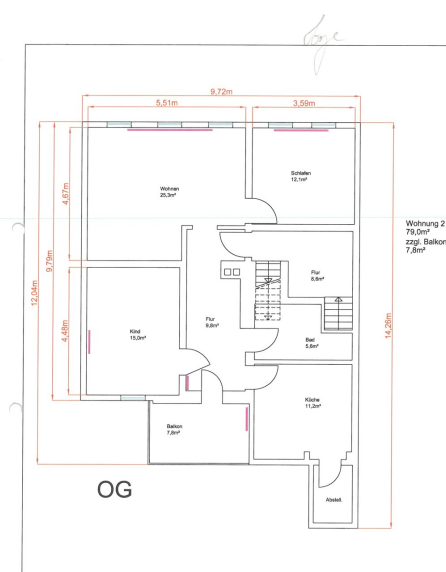 9,72m
5,51m
3,59m
Wohnen
25,3m²
Schlafen
12,1m²
4,67m
9,79m
12,04m
Wohnung 2
79,0m²
zzgl. Balkon
7,8m²
Flur
Flur
9,8m²
14,26m
Kind
15,0m²
4,48m
Bad
5,6m²
Küche
11,2m²
Balkon
7,8m²
OG
Abstell.